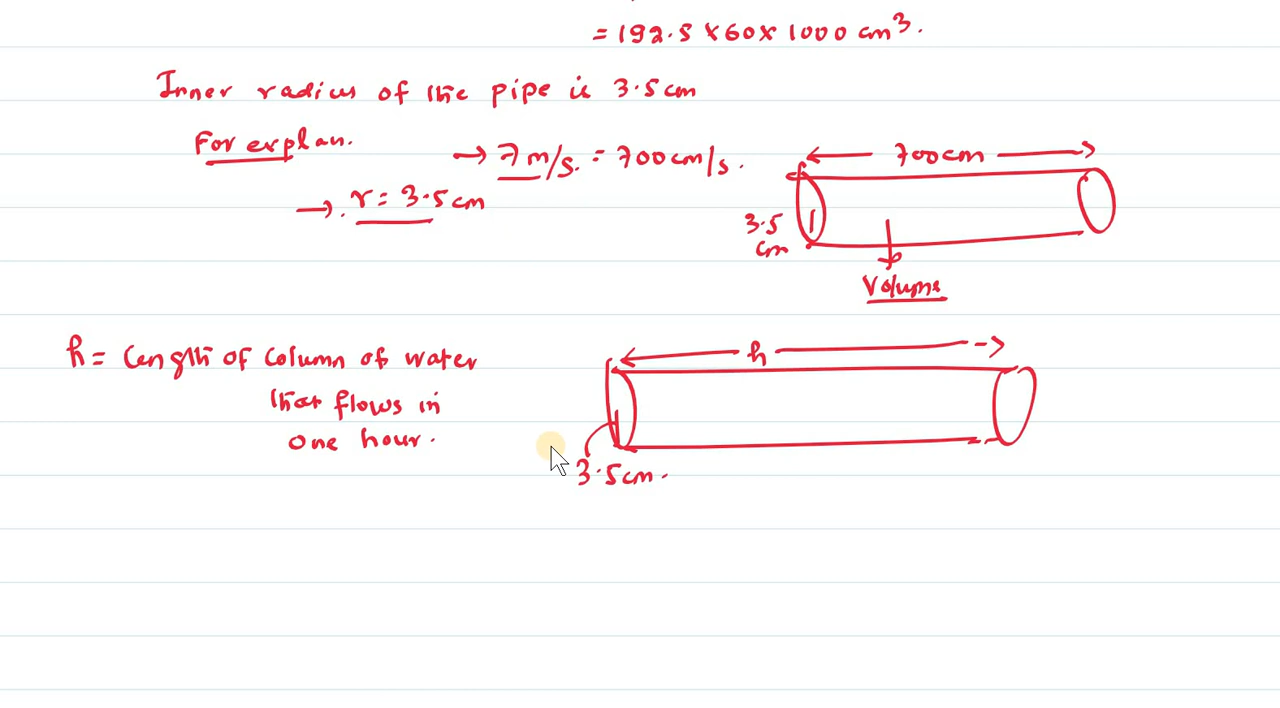 = 192.5 × 60 × 1000 cm³.
Inner radius of the pipe is 3.5 cm
For explan.
→ 7 m/s. = 700 cm/s.
→ r = 3.5 cm
700 cm
3.5 cm
Volume
h = Length of column of water
that flows in
one hour.
h
3.5 cm.